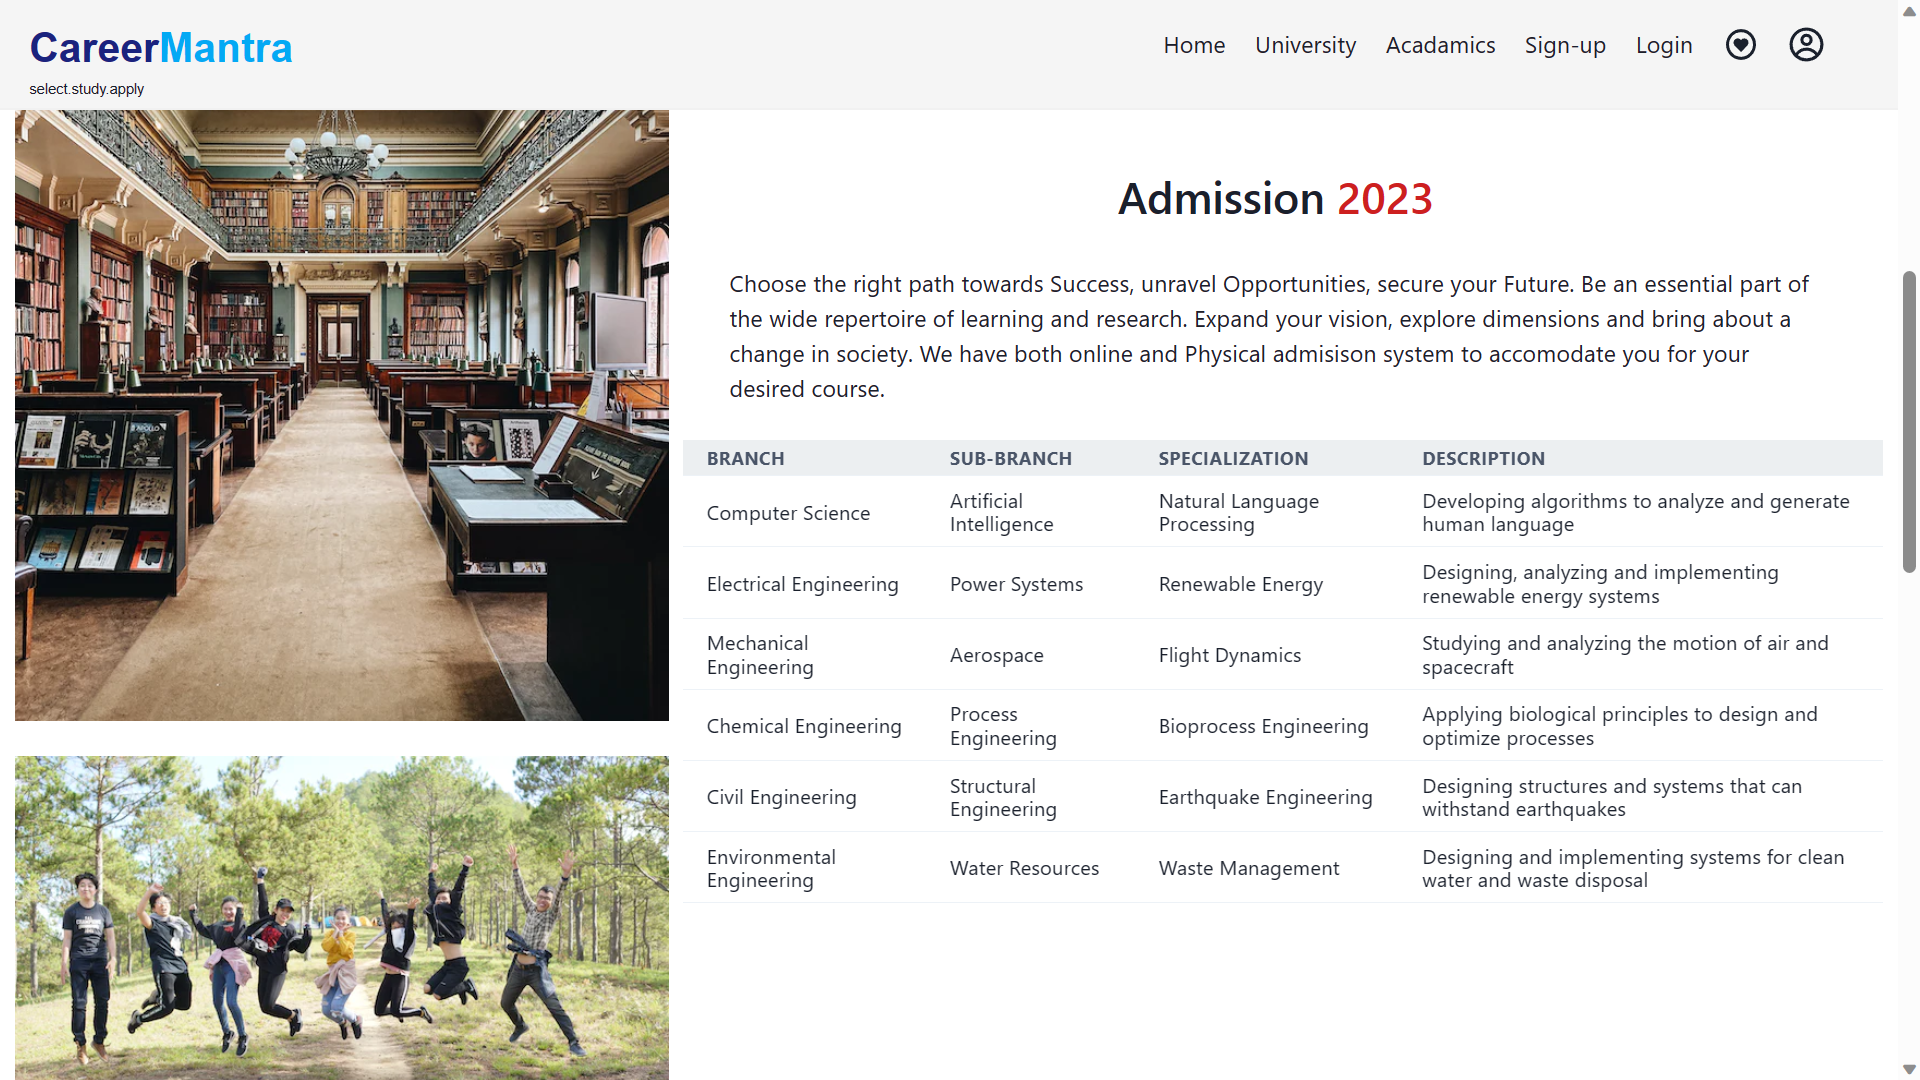 CareerMantra
select.study.apply
Home University Acadamics Sign-up Login
Admission 2023
Choose the right path towards Success, unravel Opportunities, secure your Future. Be an essential part of
the wide repertoire of learning and research. Expand your vision, explore dimensions and bring about a
change in society. We have both online and Physical admisison system to accomodate you for your
desired course.
BRANCH SUB-BRANCH SPECIALIZATION DESCRIPTION
Computer Science
Artificial
Intelligence
Natural Language
Processing
Developing algorithms to analyze and generate
human language
Electrical Engineering
Power Systems
Renewable Energy
Designing, analyzing and implementing
renewable energy systems
Mechanical
Engineering
Aerospace
Flight Dynamics
Studying and analyzing the motion of air and
spacecraft
Chemical Engineering
Process
Engineering
Bioprocess Engineering
Applying biological principles to design and
optimize processes
Civil Engineering
Structural
Engineering
Earthquake Engineering
Designing structures and systems that can
withstand earthquakes
Environmental
Engineering
Water Resources
Waste Management
Designing and implementing systems for clean
water and waste disposal